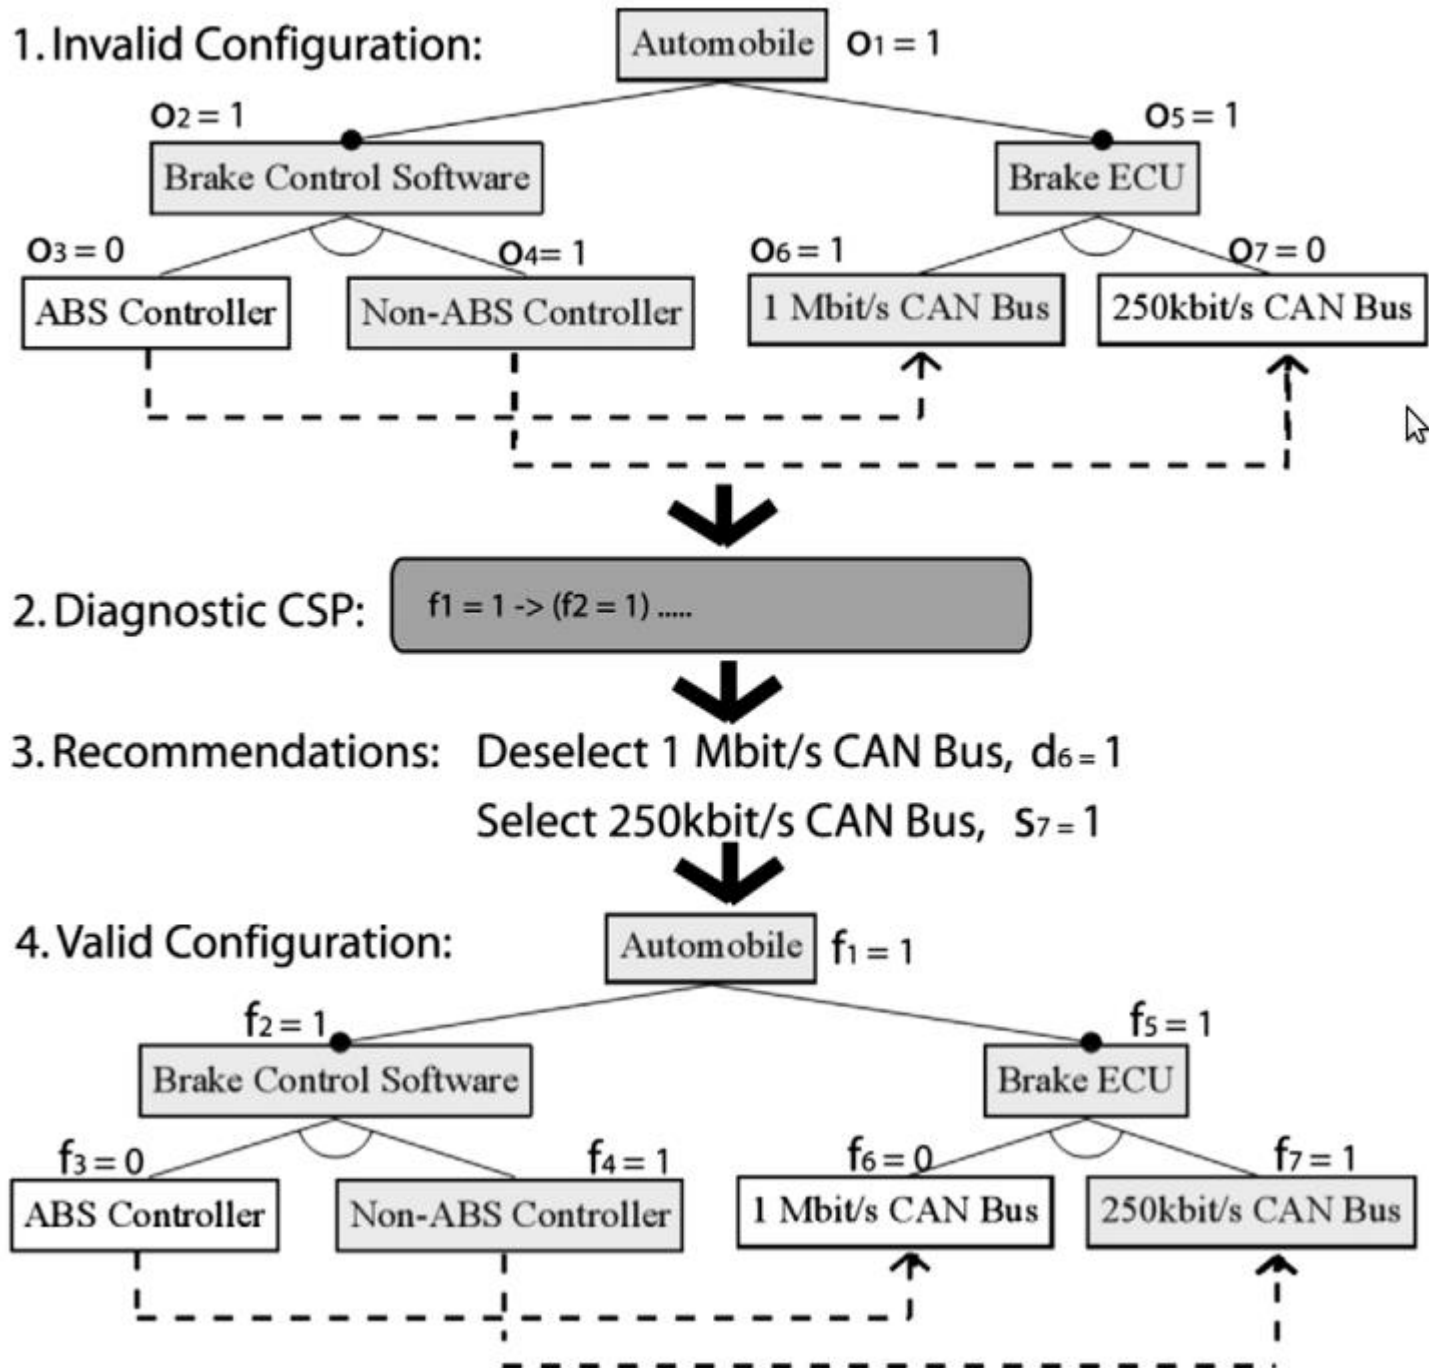 1. Invalid Configuration:
Automobile o1 = 1
o2 = 1
o5 = 1
Brake Control Software
Brake ECU
o3 = 0
o4= 1
o6 = 1
o7 = 0
ABS Controller
Non-ABS Controller
1 Mbit/s CAN Bus
250kbit/s CAN Bus
2. Diagnostic CSP:
f1 = 1 -> (f2 = 1) .....
3. Recommendations: Deselect 1 Mbit/s CAN Bus, d6 = 1
Select 250kbit/s CAN Bus, s7 = 1
4. Valid Configuration:
Automobile f1 = 1
f2 = 1
f5 = 1
Brake Control Software
Brake ECU
f3 = 0
f4 = 1
f6 = 0
f7 = 1
ABS Controller
Non-ABS Controller
1 Mbit/s CAN Bus
250kbit/s CAN Bus